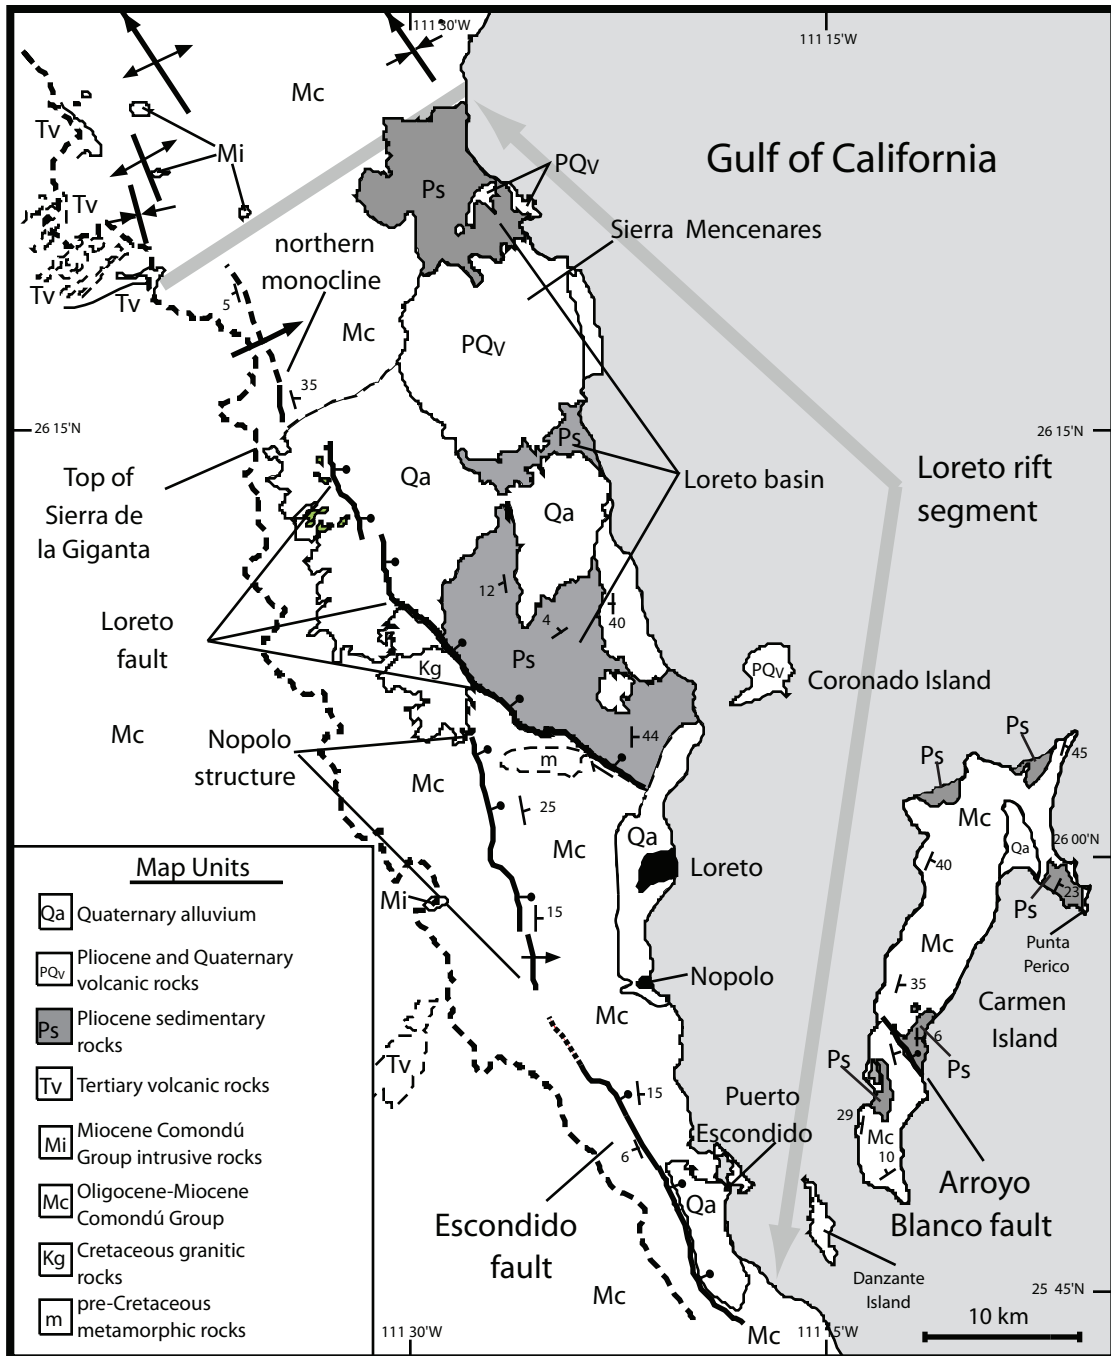 111 30'W
111 15'W
Mc
Tv
Mi
Tv
Tv
Tv
Gulf of California
PQv
Ps
Sierra Mencenares
northern
monocline
5
Mc
PQv
35
26 15'N
26 15'N
Ps
Top of
Sierra de
la Giganta
Qa
Loreto basin
Qa
Loreto rift
segment
12
4
40
Loreto
fault
Kg
Ps
PQv
Coronado Island
Mc
Nopolo
structure
44
m
Mc
25
Mc
Ps
Ps
45
Mc
Qa
26 00'N
40
Qa
Loreto
Mi
15
23
Ps
Punta
Perico
Mc
Nopolo
35
Carmen
Island
Mc
6
Ps
Ps
Tv
15
Puerto
Escondido
29
Mc
10
6
Qa
Arroyo
Blanco fault
Escondido
fault
Danzante
Island
Mc
25 45'N
10 km
Mc
111 30'W
111 15'W
Map Units
Qa Quaternary alluvium
PQv Pliocene and Quaternary
volcanic rocks
Ps Pliocene sedimentary
rocks
Tv Tertiary volcanic rocks
Mi Miocene Comondú
Group intrusive rocks
Mc Oligocene-Miocene
Comondú Group
Kg Cretaceous granitic
rocks
m pre-Cretaceous
metamorphic rocks